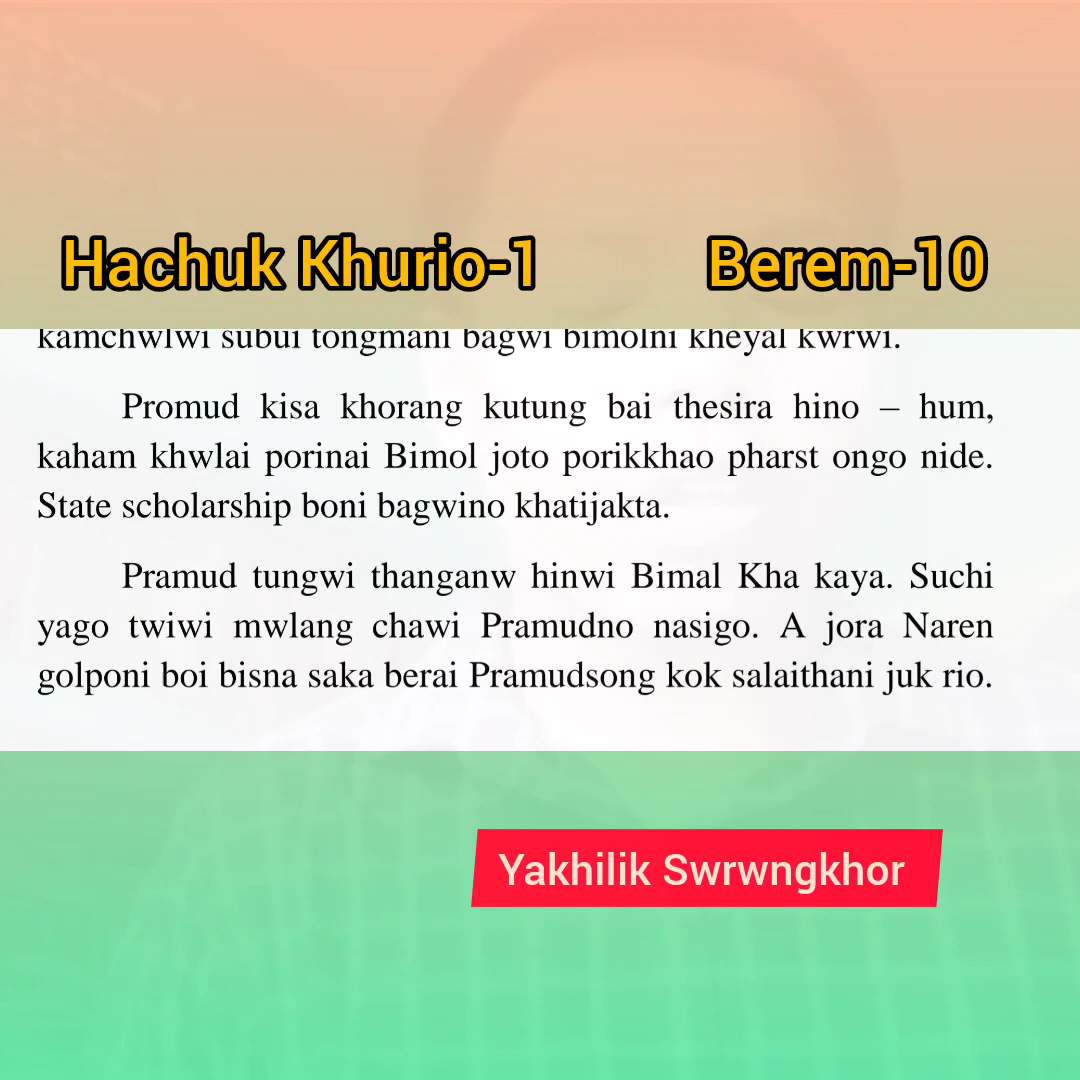 Hachuk Khurio-1 Berem-10
kamchwlwi subui tongmani bagwi bimolni kheyal kwrwi.
Promud kisa khorang kutung bai thesira hino – hum,
kaham khwlai porinai Bimol joto porikkhao pharst ongo nide.
State scholarship boni bagwino khatijakta.
Pramud tungwi thanganw hinwi Bimal Kha kaya. Suchi
yago twiwi mwlang chawi Pramudno nasigo. A jora Naren
golponi boi bisna saka berai Pramudsong kok salaithani juk rio.
Yakhilik Swrwngkhor